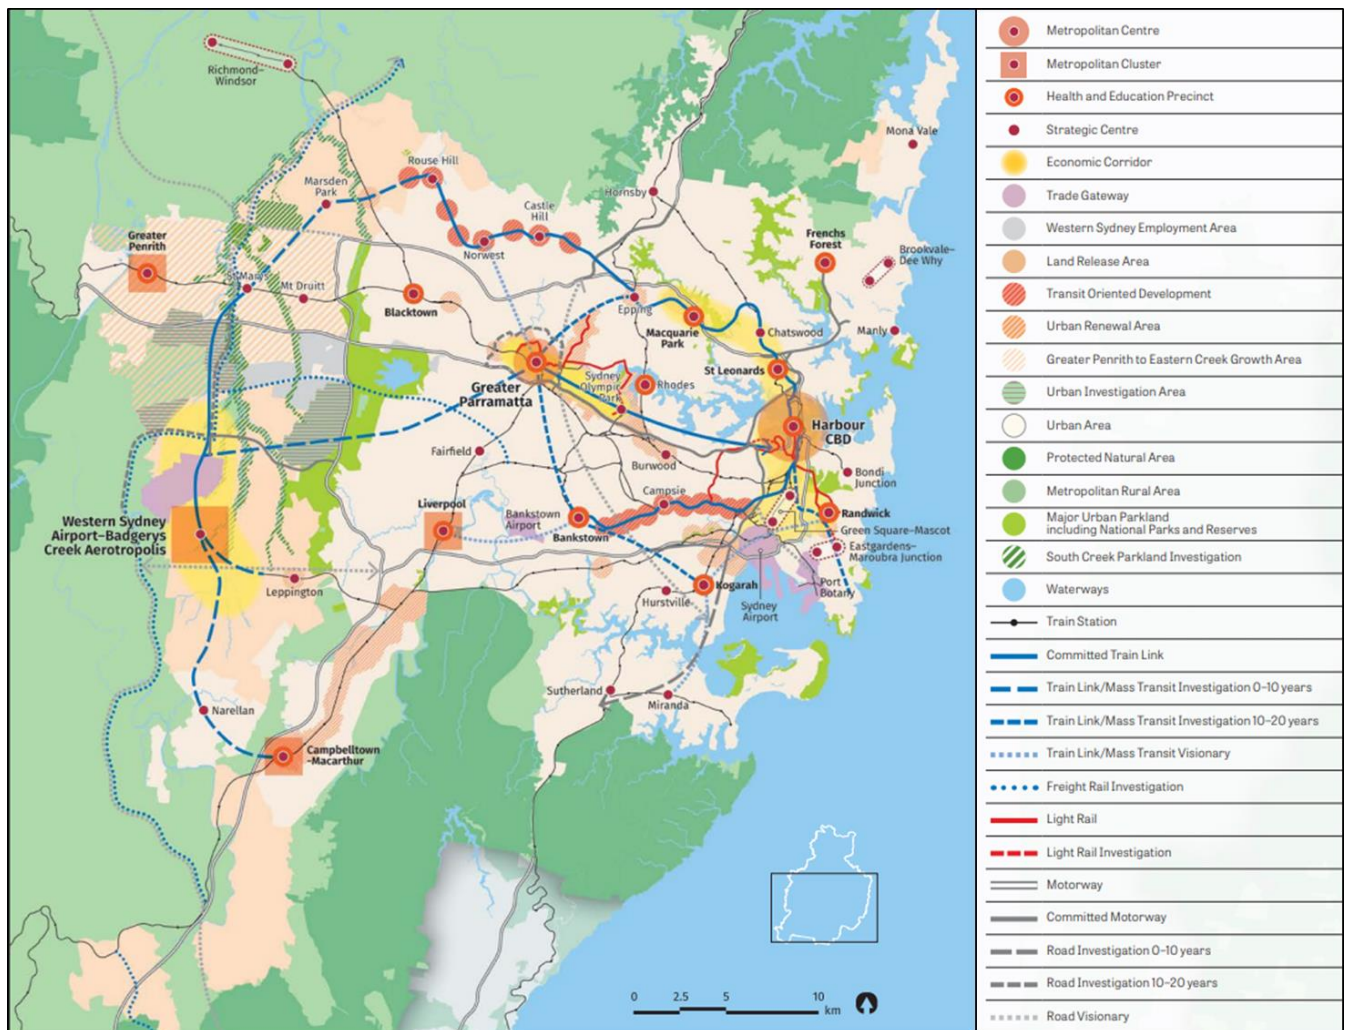 Richmond–
Windsor
Mona Vale
Rouse Hill
Marsden
Park
Hornsby
Castle
Hill
Greater
Penrith
Frenchs
Forest
Brookvale–
Dee Why
Norwest
St Marys
Mt Druitt
Blacktown
Epping
Macquarie
Park
Chatswood
Manly
St Leonards
Greater
Parramatta
Sydney
Olympic
Park
Rhodes
Harbour
CBD
Fairfield
Burwood
Bondi
Junction
Liverpool
Campsie
Bankstown
Airport
Randwick
Western Sydney
Airport–Badgerys
Creek Aerotropolis
Bankstown
Green Square–Mascot
Eastgardens–
Maroubra Junction
Leppington
Kogarah
Port
Botany
Hurstville
Sydney
Airport
Sutherland
Miranda
Narellan
Campbelltown
-Macarthur
0 2.5 5 10
km
Metropolitan Centre
Metropolitan Cluster
Health and Education Precinct
Strategic Centre
Economic Corridor
Trade Gateway
Western Sydney Employment Area
Land Release Area
Transit Oriented Development
Urban Renewal Area
Greater Penrith to Eastern Creek Growth Area
Urban Investigation Area
Urban Area
Protected Natural Area
Metropolitan Rural Area
Major Urban Parkland
including National Parks and Reserves
South Creek Parkland Investigation
Waterways
Train Station
Committed Train Link
Train Link/Mass Transit Investigation 0–10 years
Train Link/Mass Transit Investigation 10–20 years
Train Link/Mass Transit Visionary
Freight Rail Investigation
Light Rail
Light Rail Investigation
Motorway
Committed Motorway
Road Investigation 0–10 years
Road Investigation 10–20 years
Road Visionary